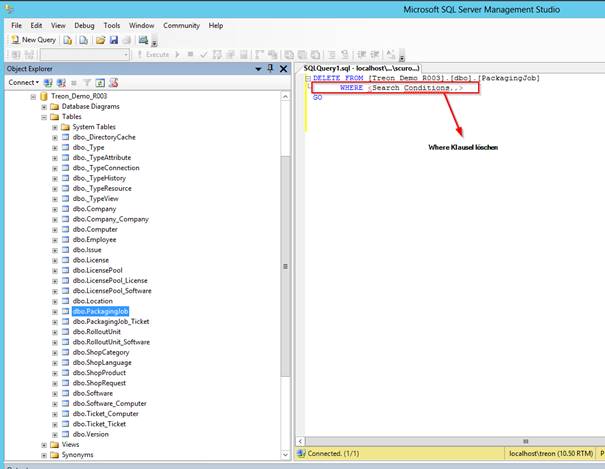 Microsoft SQL Server Management Studio
File Edit View Debug Tools Window Community Help
New Query
Object Explorer
SQLQuery1.sql - localhost\...\scuro...)
Connect
DELETE FROM [Treon_Demo_R003].[dbo].[PackagingJob]
WHERE <Search Conditions,,>
GO
Where Klausel löschen
Treon_Demo_R003
Database Diagrams
Tables
System Tables
dbo._DirectoryCache
dbo._Type
dbo._TypeAttribute
dbo._TypeConnection
dbo._TypeHistory
dbo._TypeResource
dbo._TypeView
dbo.Company
dbo.Company_Company
dbo.Computer
dbo.Employee
dbo.Issue
dbo.License
dbo.LicensePool
dbo.LicensePool_License
dbo.LicensePool_Software
dbo.Location
dbo.PackagingJob
dbo.PackagingJob_Ticket
dbo.RolloutUnit
dbo.RolloutUnit_Software
dbo.ShopCategory
dbo.ShopLanguage
dbo.ShopProduct
dbo.ShopRequest
dbo.Software
dbo.Software_Computer
dbo.Ticket_Computer
dbo.Ticket_Ticket
dbo.Version
Views
Synonyms
Connected. (1/1)
localhost\treon (10.50 RTM)